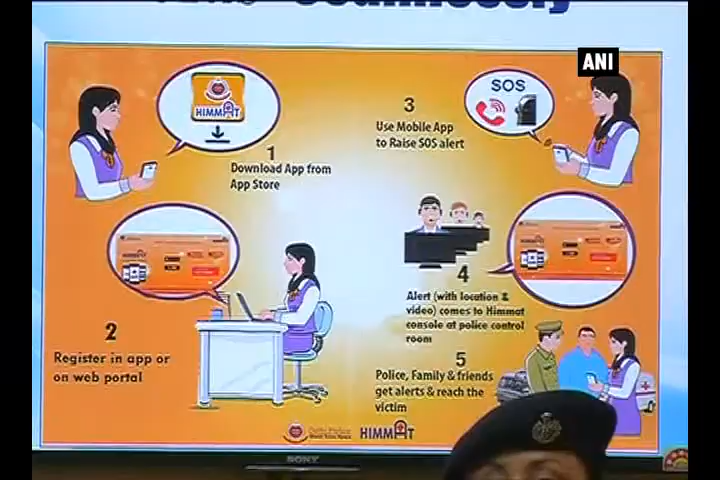 ANI
HIMMAT
1
Download App from
App Store
SOS
3
Use Mobile App
to Raise SOS alert
2
Register in app or
on web portal
4
Alert (with location &
video) comes to Himmat
console at police control
room
5
Police, Family & friends
get alerts & reach the
victim
Delhi Police
HIMMAT
SONY